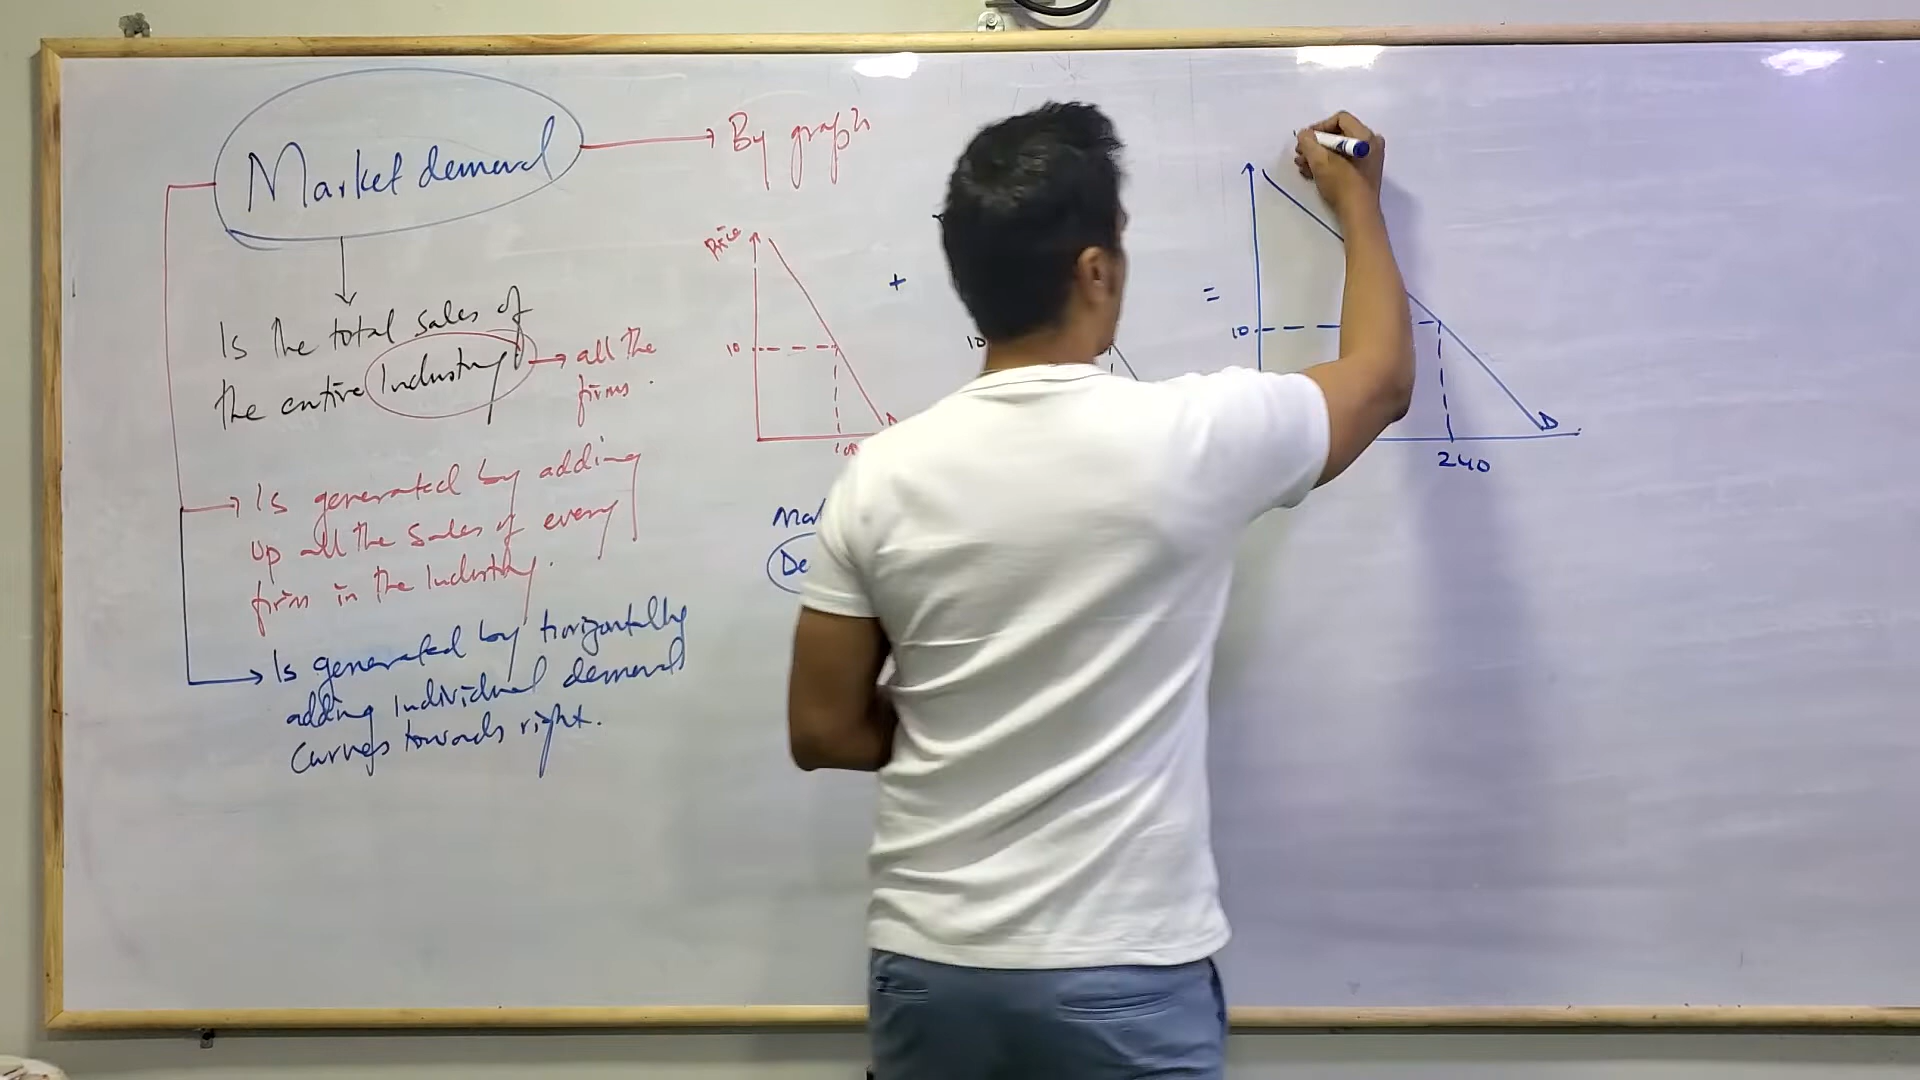 Market demand
By graph
Is the total sales of
the entire Industry
all the
firms.
Is generated by adding
up all the sales of every
firm in the Industry.
Is generated by horizontally
adding individual demand
Curves towards right.
Price
10
D
+
10
=
10
240
D